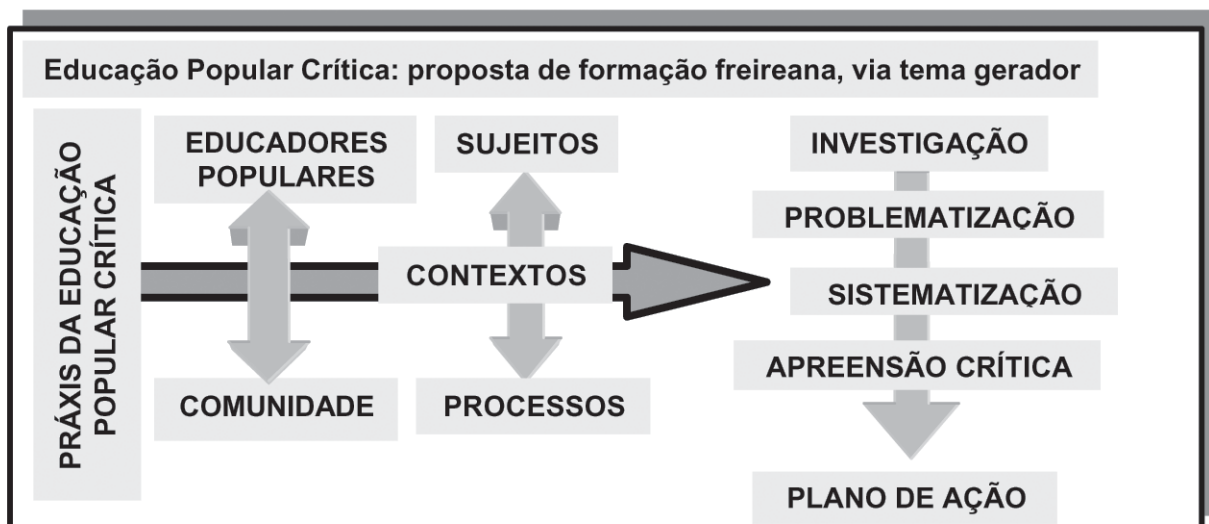 Educação Popular Crítica: proposta de formação freireana, via tema gerador
PRÁXIS DA EDUCAÇÃO
POPULAR CRÍTICA
EDUCADORES
POPULARES
COMUNIDADE
SUJEITOS
CONTEXTOS
PROCESSOS
INVESTIGAÇÃO
PROBLEMATIZAÇÃO
SISTEMATIZAÇÃO
APREENSÃO CRÍTICA
PLANO DE AÇÃO